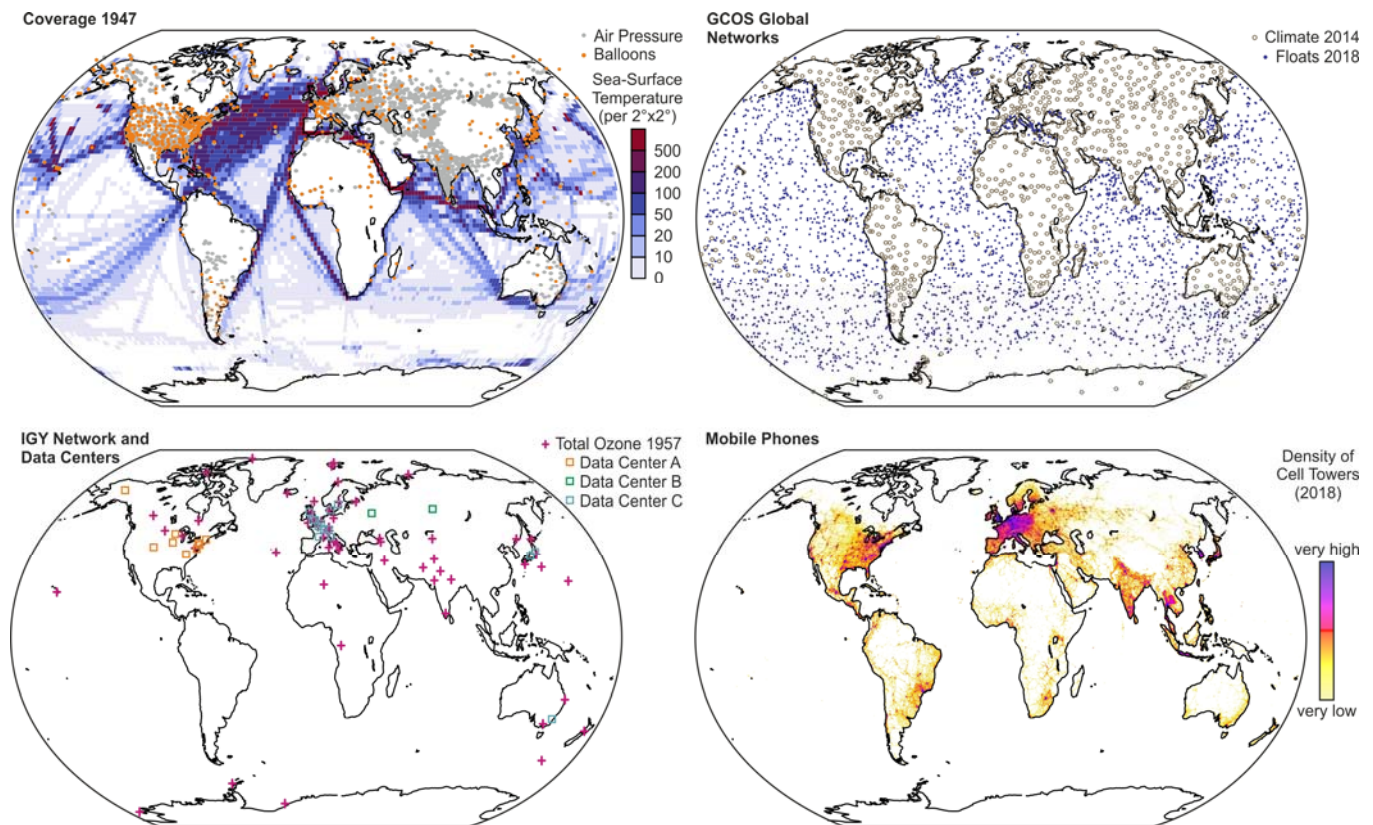 Coverage 1947
Air Pressure
Balloons
Sea-Surface
Temperature
(per 2°x2°)
500
200
100
50
20
10
0
GCOS Global
Networks
Climate 2014
Floats 2018
IGY Network and
Data Centers
Total Ozone 1957
Data Center A
Data Center B
Data Center C
Mobile Phones
Density of
Cell Towers
(2018)
very high
very low